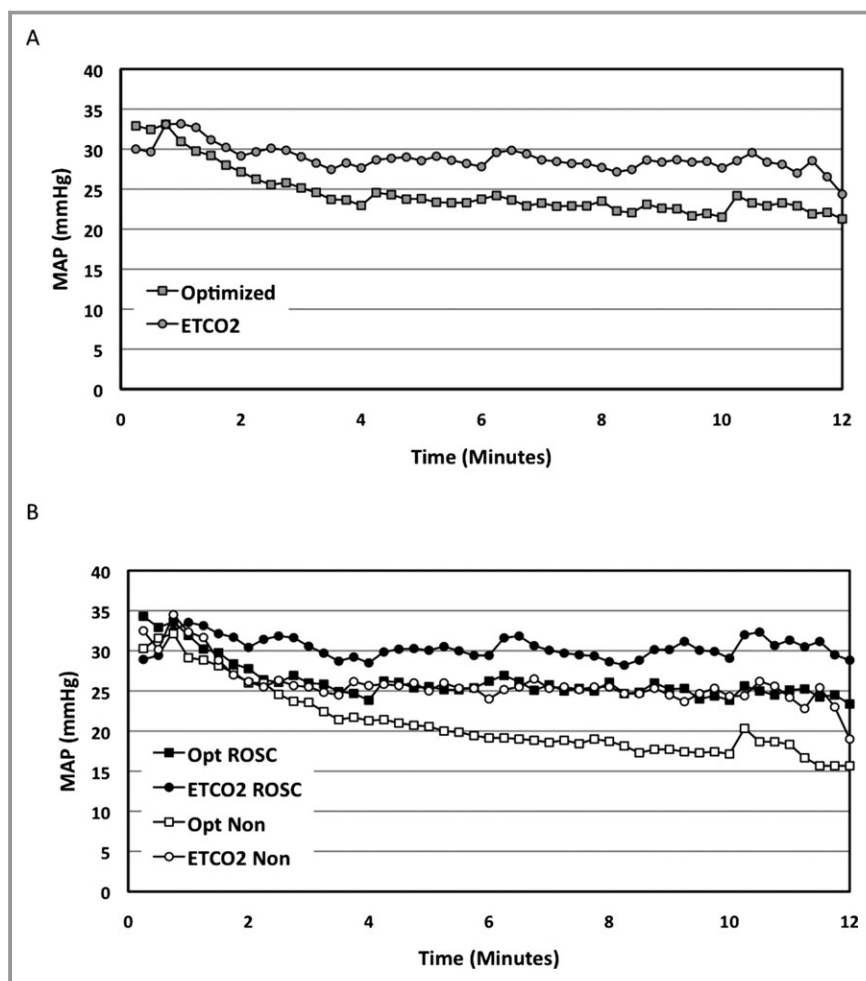 A
40
35
30
25
20
15
10
5
0
MAP (mmHg)
Optimized
ETCO2
0 2 4 6 8 10 12
Time (Minutes)
B
40
35
30
25
20
15
10
5
0
MAP (mmHg)
Opt ROSC
ETCO2 ROSC
Opt Non
ETCO2 Non
0 2 4 6 8 10 12
Time (Minutes)